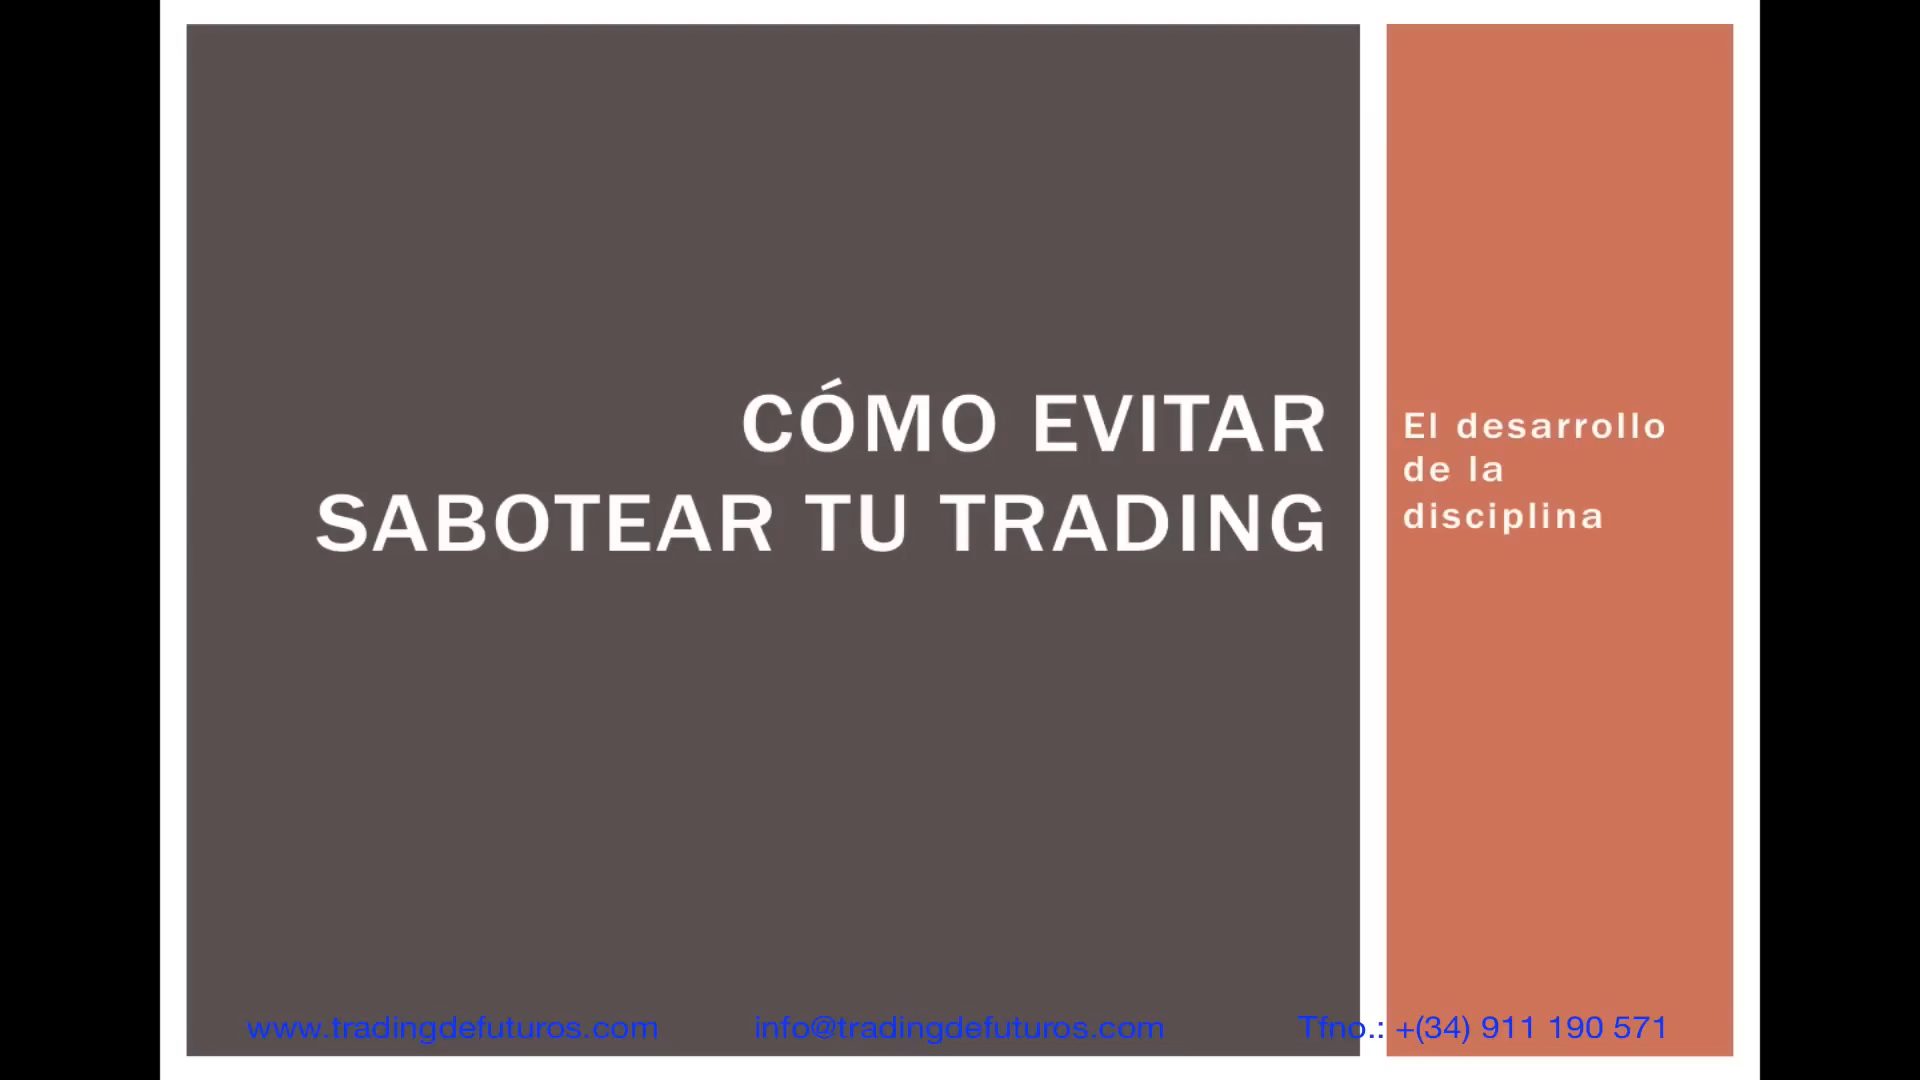 CÓMO EVITAR
SABOTEAR TU TRADING
El desarrollo
de la
disciplina
www.tradingdefuturos.com info@tradingdefuturos.com Tfno.: +(34) 911 190 571